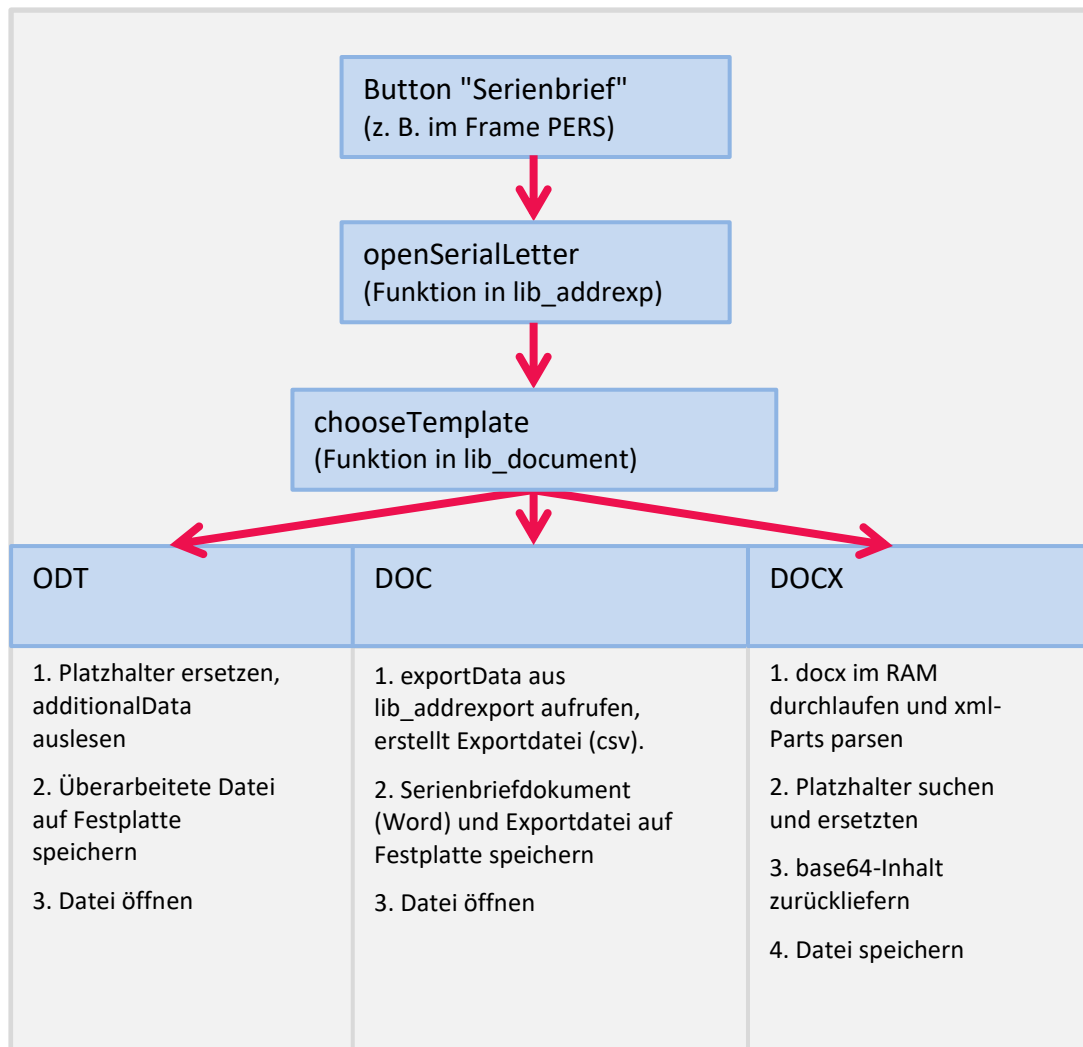 Button "Serienbrief"
(z. B. im Frame PERS)
openSerialLetter
(Funktion in lib_addrexp)
chooseTemplate
(Funktion in lib_document)
ODT
1. Platzhalter ersetzen,
additionalData
auslesen
2. Überarbeitete Datei
auf Festplatte
speichern
3. Datei öffnen
DOC
1. exportData aus
lib_addrexport aufrufen,
erstellt Exportdatei (csv).
2. Serienbriefdokument
(Word) und Exportdatei auf
Festplatte speichern
3. Datei öffnen
DOCX
1. docx im RAM
durchlaufen und xml-
Parts parsen
2. Platzhalter suchen
und ersetzten
3. base64-Inhalt
zurückliefern
4. Datei speichern